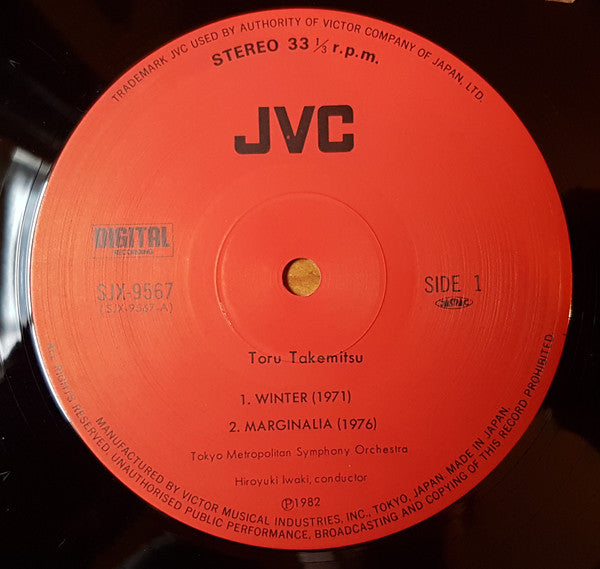 TRADEMARK JVC USED BY AUTHORITY OF VICTOR COMPANY OF JAPAN, LTD.
STEREO 33 ⅓ r.p.m.
JVC
DIGITAL
RECORDING
SJX-9567
(SJX-9567-A)
SIDE 1
Toru Takemitsu
1. WINTER (1971)
2. MARGINALIA (1976)
Tokyo Metropolitan Symphony Orchestra
Hiroyuki Iwaki, conductor
Ⓟ1982
MANUFACTURED BY VICTOR MUSICAL INDUSTRIES, INC., TOKYO, JAPAN. MADE IN JAPAN.
ALL RIGHTS RESERVED. UNAUTHORISED PUBLIC PERFORMANCE, BROADCASTING AND COPYING OF THIS RECORD PROHIBITED.